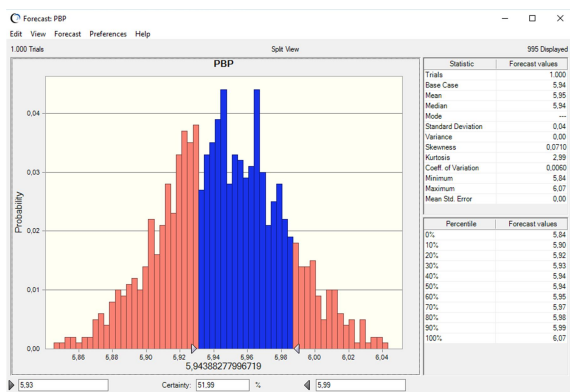 Forecast: PBP
Edit View Forecast Preferences Help
1.000 Trials Split View 995 Displayed
PBP
Probability
0,04
0,03
0,02
0,01
0,00
5,86 5,88 5,90 5,92 5,94 5,96 5,98 6,00 6,02 6,04
5,94388277996719
Statistic Forecast values
Trials 1.000
Base Case 5,94
Mean 5,95
Median 5,94
Mode ---
Standard Deviation 0,04
Variance 0,00
Skewness 0,0710
Kurtosis 2,99
Coeff. of Variation 0,0060
Minimum 5,84
Maximum 6,07
Mean Std. Error 0,00
Percentile Forecast values
0% 5,84
10% 5,90
20% 5,92
30% 5,93
40% 5,94
50% 5,94
60% 5,95
70% 5,97
80% 5,98
90% 5,99
100% 6,07
5,93 Certainty: 51,99 % 5,99